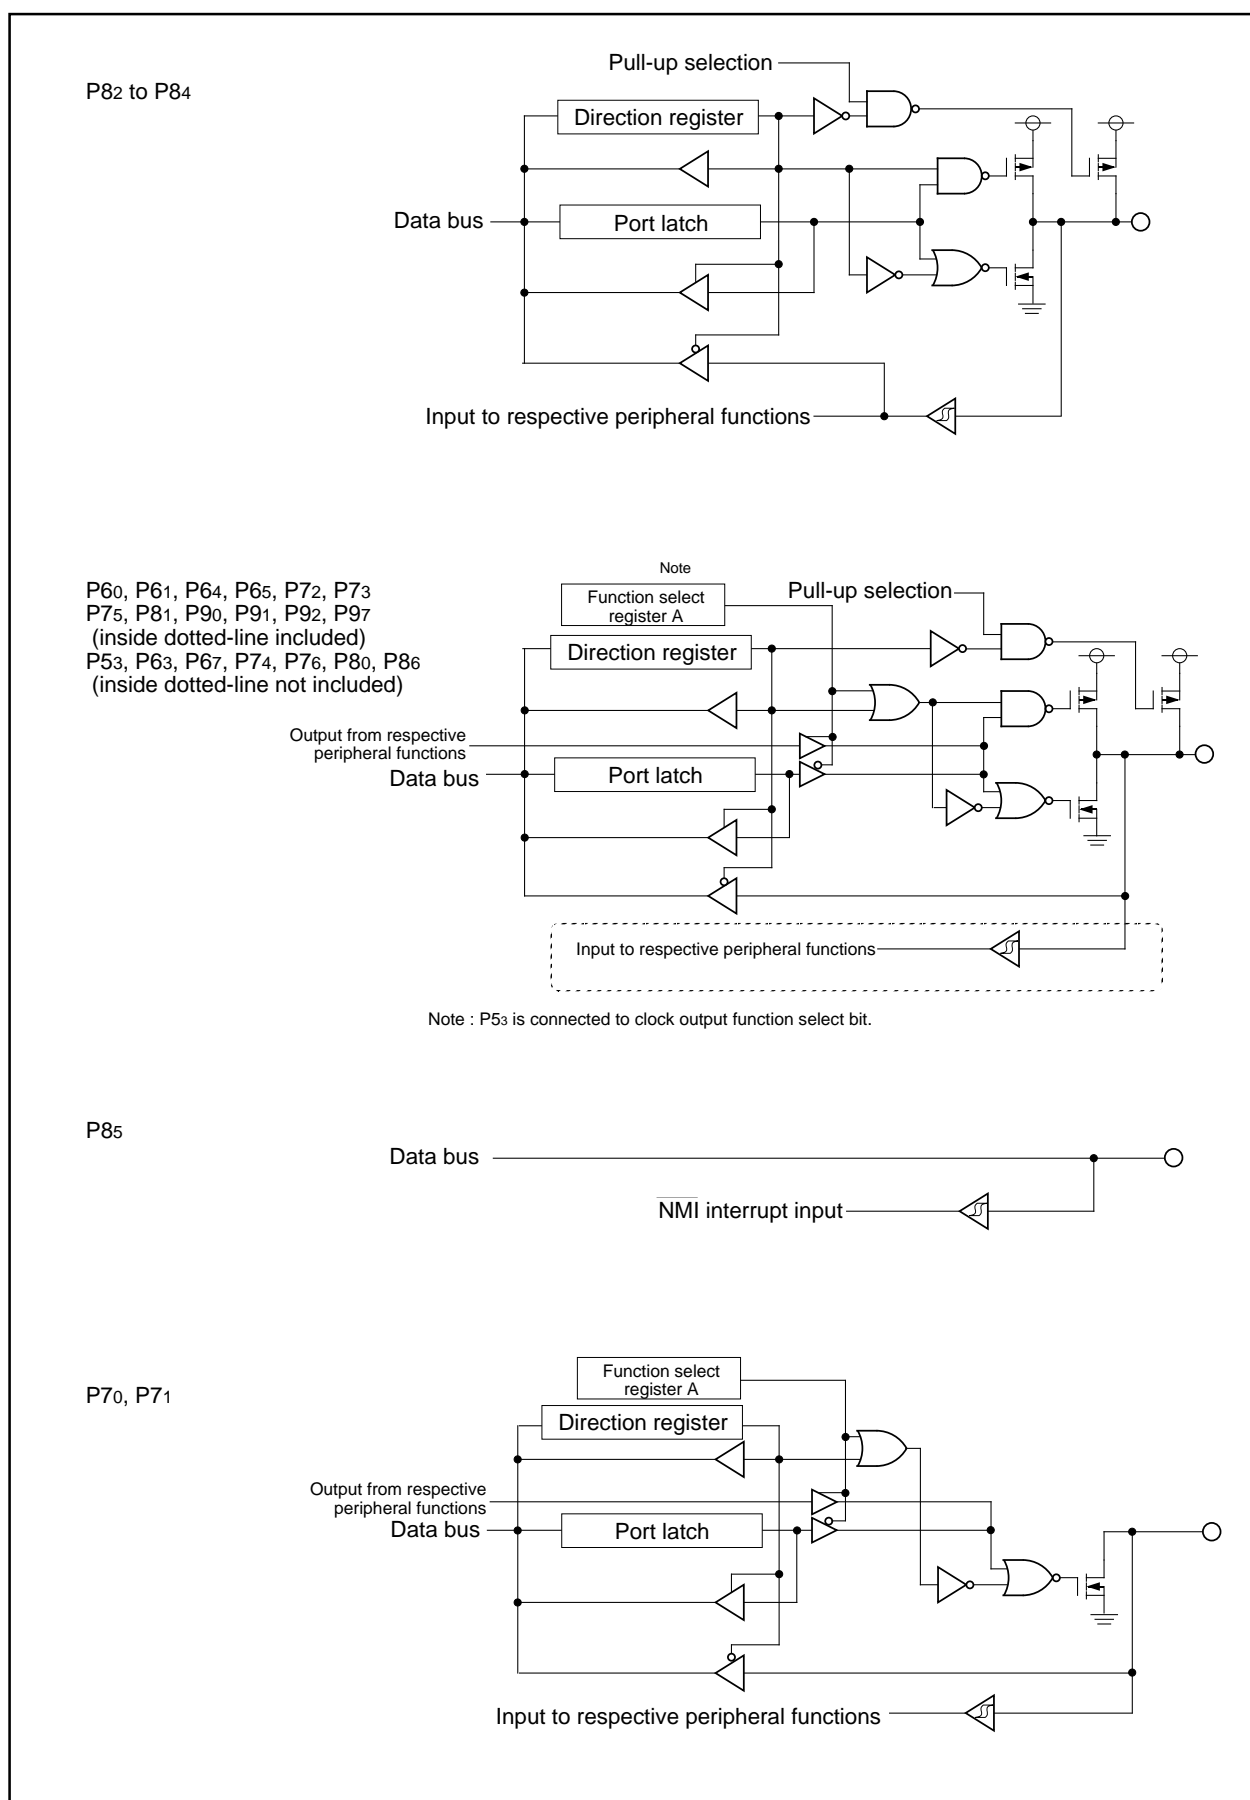 P82 to P84
Pull-up selection
Direction register
Data bus
Port latch
Input to respective peripheral functions
P60, P61, P64, P65, P72, P73
P75, P81, P90, P91, P92, P97
(inside dotted-line included)
P53, P63, P67, P74, P76, P80, P86
(inside dotted-line not included)
Note
Function select
register A
Pull-up selection
Direction register
Output from respective
peripheral functions
Data bus
Port latch
Input to respective peripheral functions
Note : P53 is connected to clock output function select bit.
P85
Data bus
NMI interrupt input
P70, P71
Function select
register A
Direction register
Output from respective
peripheral functions
Data bus
Port latch
Input to respective peripheral functions